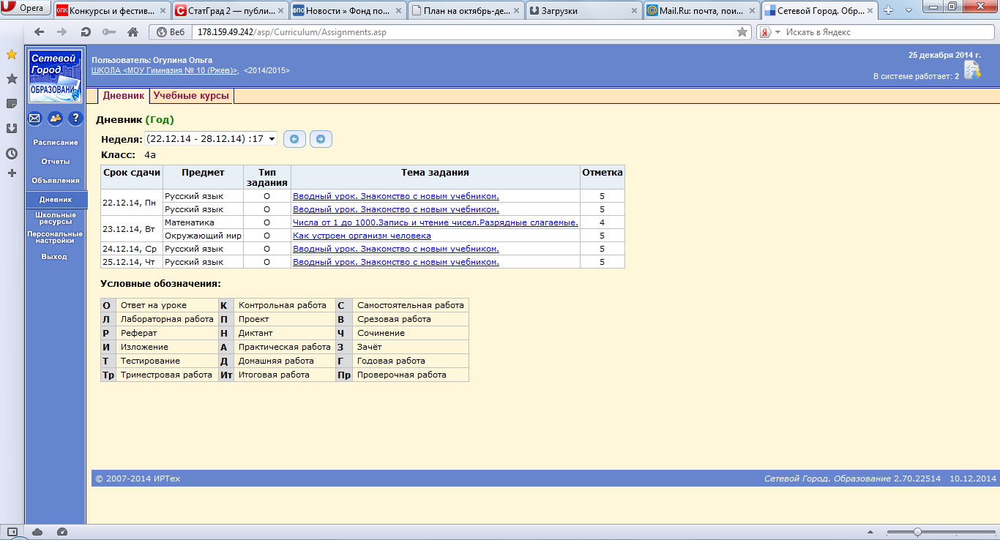 Opera
Конкурсы и фестив...
СтатГрад 2 — публи...
Новости » Фонд по...
План на октябрь-де...
Загрузки
Mail.Ru: почта, пои...
Сетевой Город. Обр...
Веб
178.159.49.242/asp/Curriculum/Assignments.asp
Искать в Яндекс
Сетевой
Город
ОБРАЗОВАНИЕ
Пользователь: Огулина Ольга
ШКОЛА <МОУ Гимназия № 10 (Ржев)>, <2014/2015>
25 декабря 2014 г.
В системе работает: 2
Дневник Учебные курсы
Расписание
Отчеты
Объявления
Дневник
Школьные
ресурсы
Персональные
настройки
Выход
Дневник (Год)
Неделя: (22.12.14 - 28.12.14) :17
Класс: 4а
Срок сдачи Предмет Тип задания Тема задания Отметка
22.12.14, Пн Русский язык О Вводный урок. Знакомство с новым учебником. 5
Русский язык О Вводный урок. Знакомство с новым учебником. 5
23.12.14, Вт Математика О Числа от 1 до 1000.Запись и чтение чисел.Разрядные слагаемые. 4
Окружающий мир О Как устроен организм человека 5
24.12.14, Ср Русский язык О Вводный урок. Знакомство с новым учебником. 5
25.12.14, Чт Русский язык О Вводный урок. Знакомство с новым учебником. 5
Условные обозначения:
О Ответ на уроке К Контрольная работа С Самостоятельная работа
Л Лабораторная работа П Проект В Срезовая работа
Р Реферат Н Диктант Ч Сочинение
И Изложение А Практическая работа З Зачёт
Т Тестирование Д Домашняя работа Г Годовая работа
Тр Триместровая работа Ит Итоговая работа Пр Проверочная работа
© 2007-2014 ИРТех
Сетевой Город. Образование 2.70.22514 10.12.2014